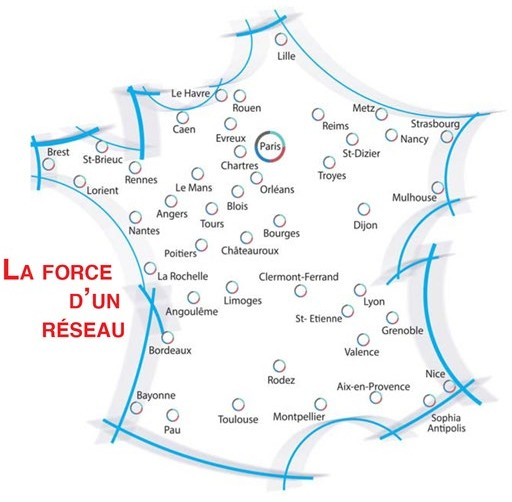 Lille
Le Havre
Rouen
Caen
Evreux
Paris
Chartres
Reims
Metz
Strasbourg
Nancy
St-Dizier
Troyes
Brest
St-Brieuc
Lorient
Rennes
Le Mans
Orléans
Mulhouse
Angers
Blois
Nantes
Tours
Bourges
Dijon
Poitiers
Châteauroux
LA FORCE
D'UN
RÉSEAU
La Rochelle
Clermont-Ferrand
Angoulême
Limoges
Lyon
St- Etienne
Grenoble
Bordeaux
Valence
Rodez
Nice
Bayonne
Aix-en-Provence
Pau
Toulouse
Montpellier
Sophia
Antipolis